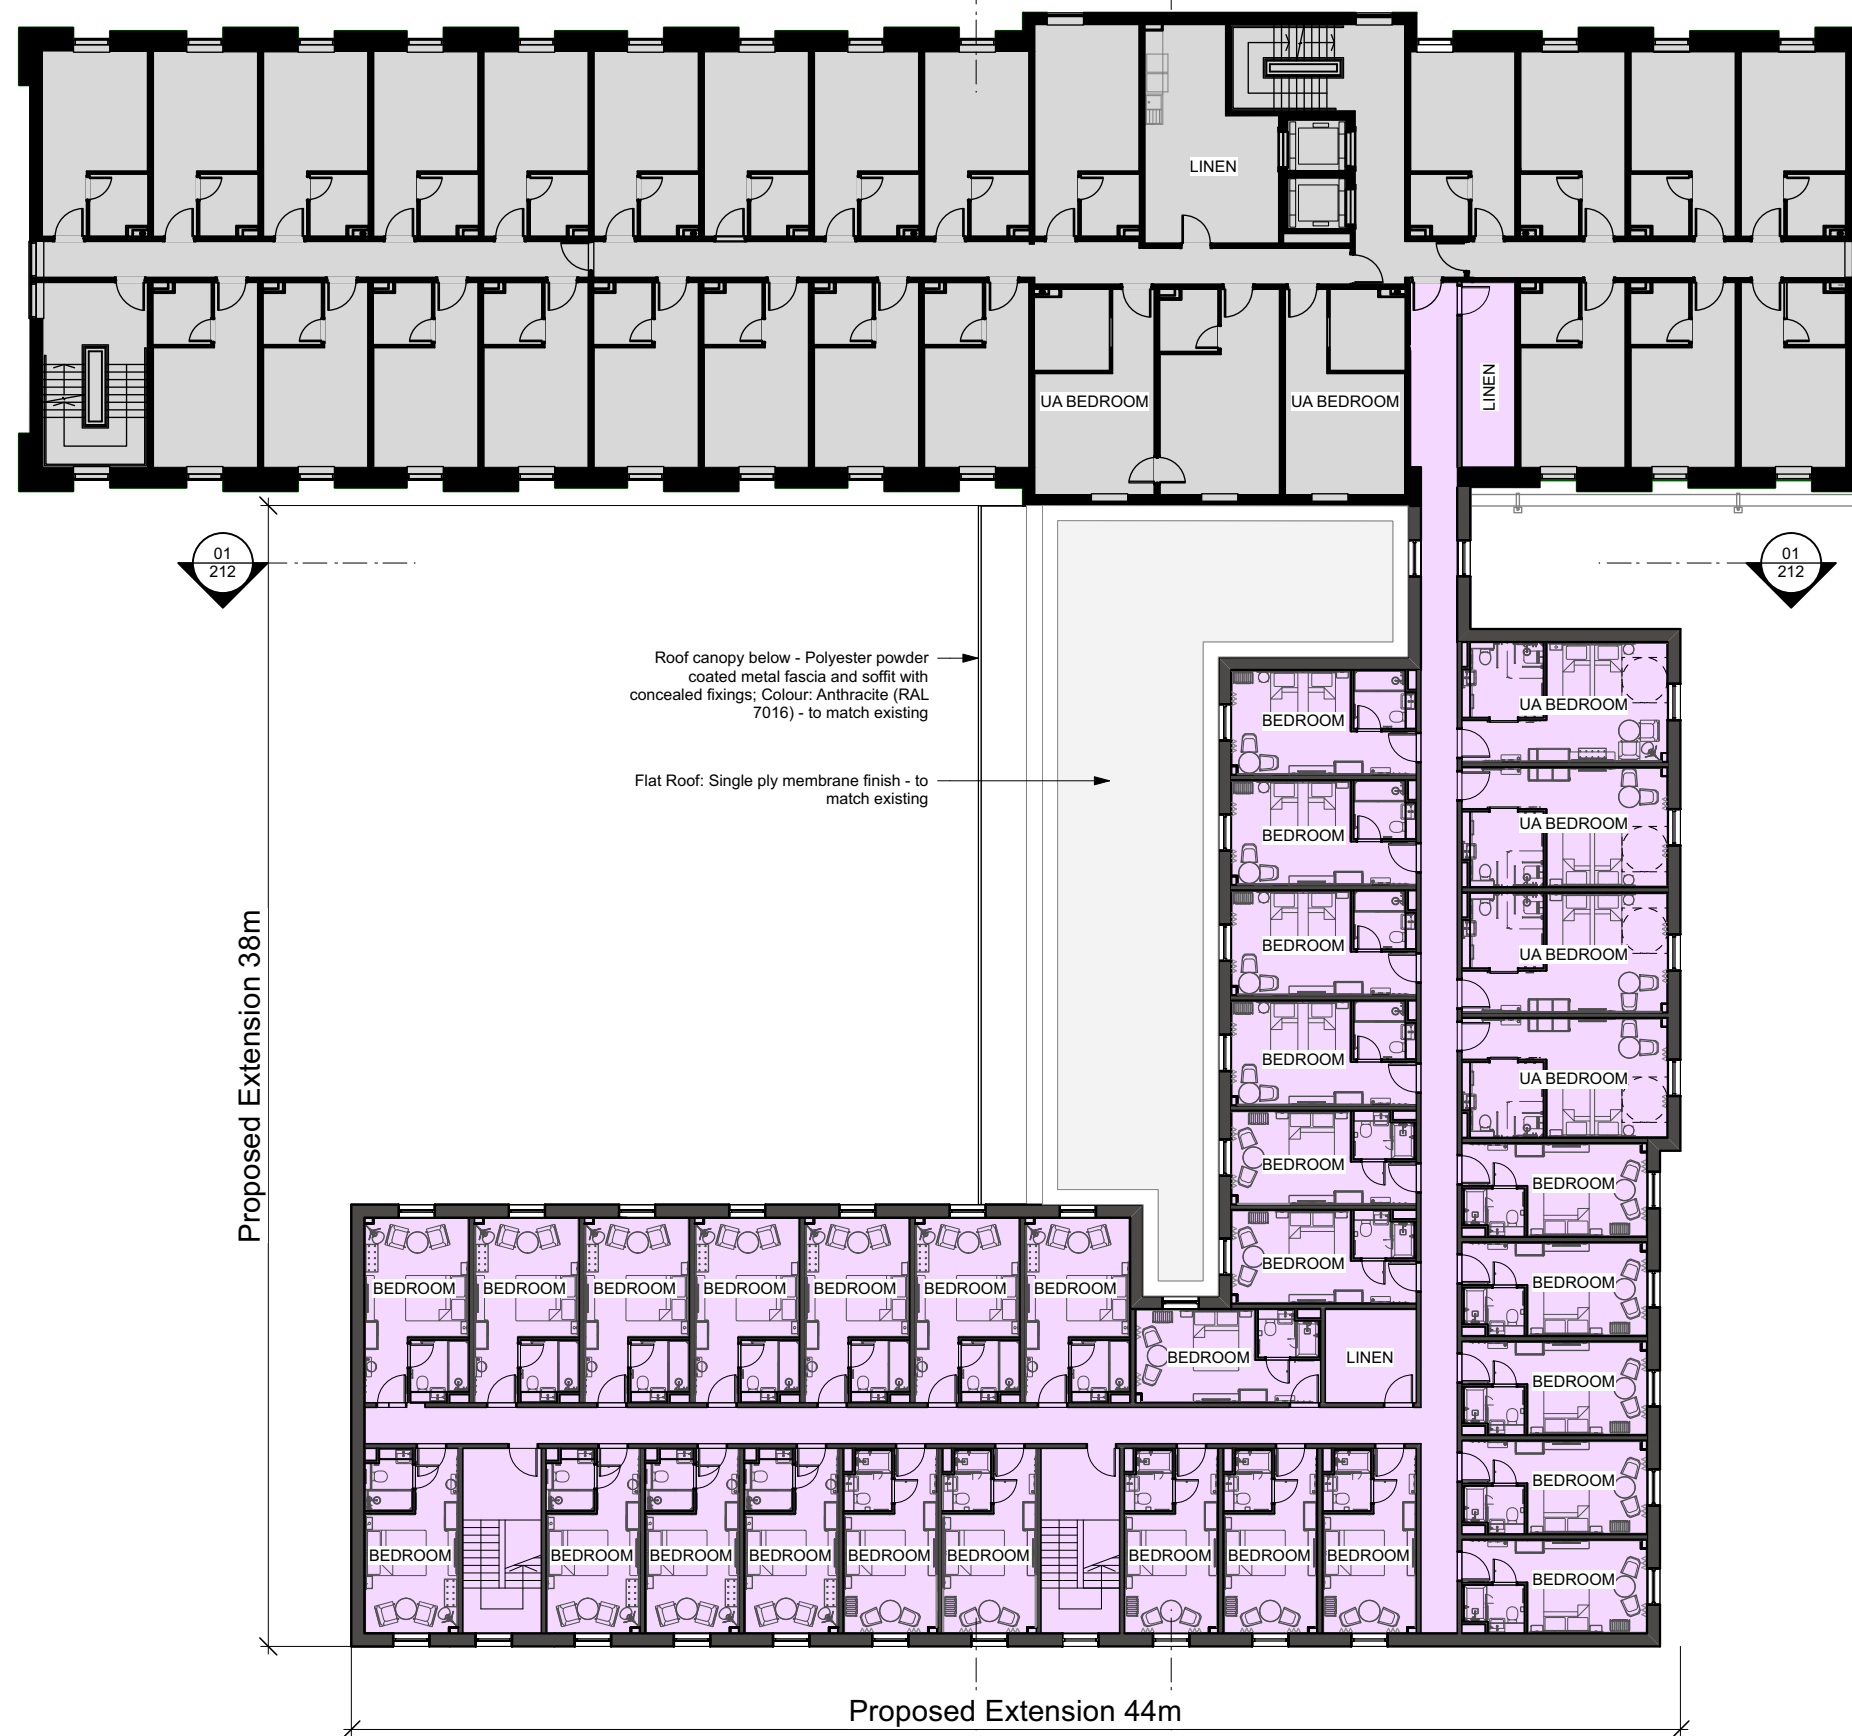 LINEN
UA BEDROOM
UA BEDROOM
LINEN
01
212
01
212
Roof canopy below - Polyester powder
coated metal fascia and soffit with
concealed fixings; Colour: Anthracite (RAL
7016) - to match existing
Flat Roof: Single ply membrane finish - to
match existing
Proposed Extension 38m
BEDROOM
UA BEDROOM
BEDROOM
UA BEDROOM
BEDROOM
UA BEDROOM
BEDROOM
UA BEDROOM
BEDROOM
BEDROOM
BEDROOM
BEDROOM
BEDROOM
BEDROOM
BEDROOM
BEDROOM
BEDROOM
BEDROOM
BEDROOM
BEDROOM
BEDROOM
BEDROOM
LINEN
BEDROOM
BEDROOM
BEDROOM
BEDROOM
BEDROOM
BEDROOM
BEDROOM
BEDROOM
BEDROOM
BEDROOM
BEDROOM
BEDROOM
Proposed Extension 44m